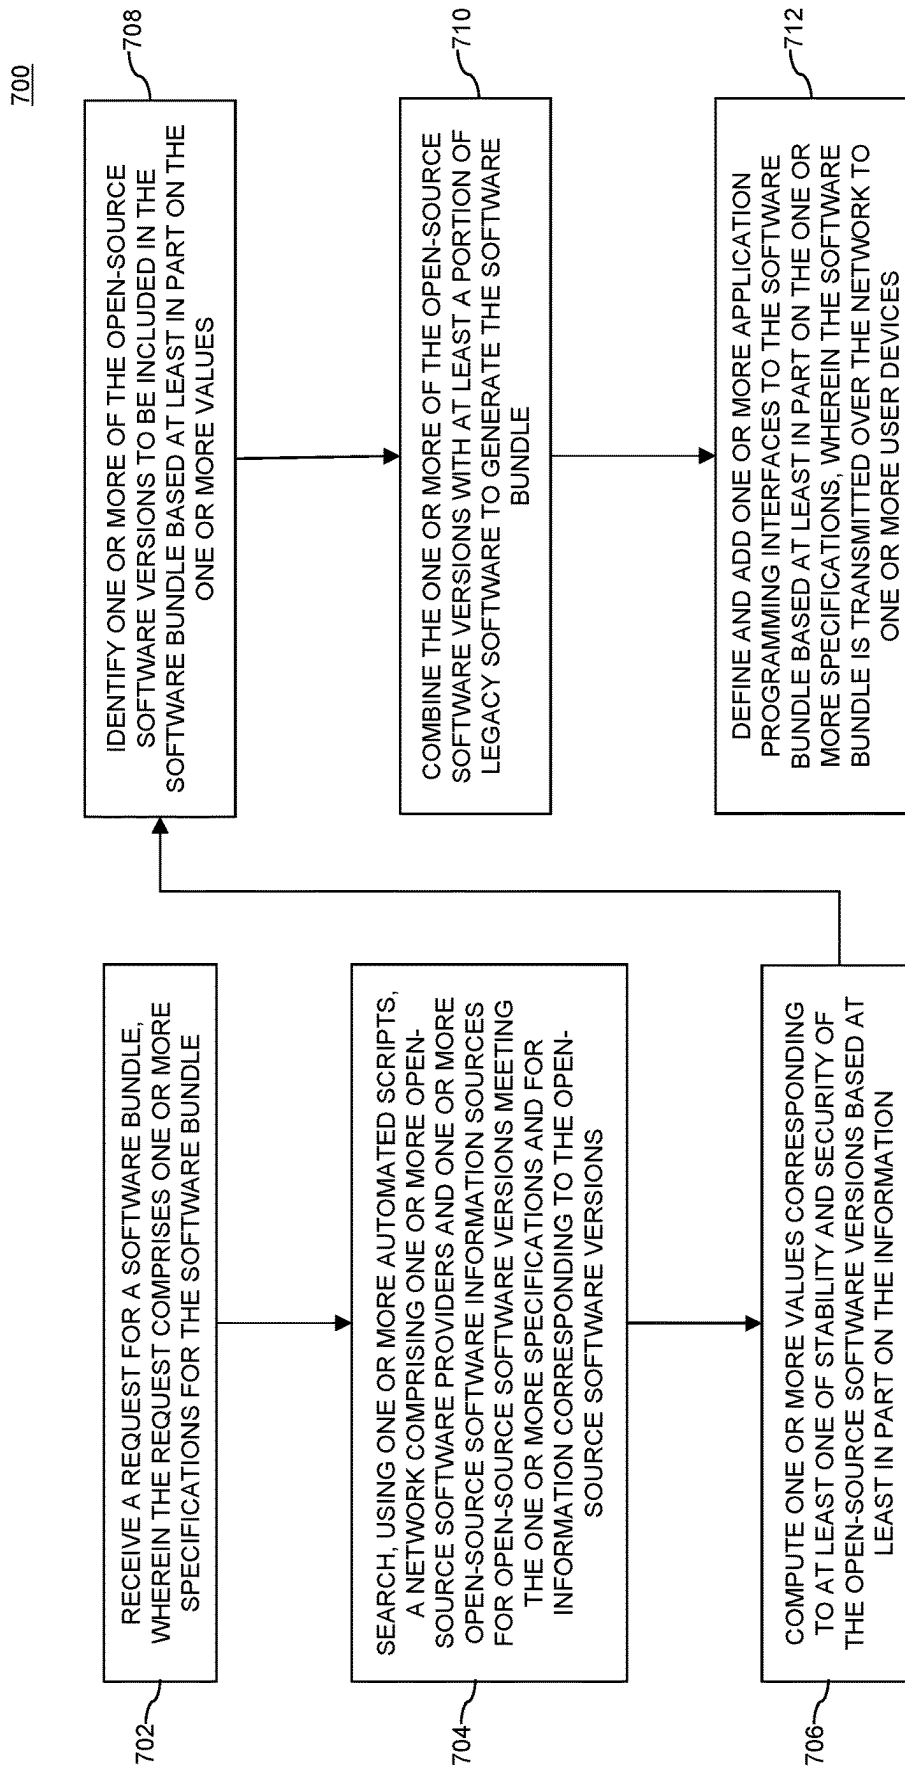 700
702
RECEIVE A REQUEST FOR A SOFTWARE BUNDLE,
WHEREIN THE REQUEST COMPRISES ONE OR MORE
SPECIFICATIONS FOR THE SOFTWARE BUNDLE
704
SEARCH, USING ONE OR MORE AUTOMATED SCRIPTS,
A NETWORK COMPRISING ONE OR MORE OPEN-
SOURCE SOFTWARE PROVIDERS AND ONE OR MORE
OPEN-SOURCE SOFTWARE INFORMATION SOURCES
FOR OPEN-SOURCE SOFTWARE VERSIONS MEETING
THE ONE OR MORE SPECIFICATIONS AND FOR
INFORMATION CORRESPONDING TO THE OPEN-
SOURCE SOFTWARE VERSIONS
706
COMPUTE ONE OR MORE VALUES CORRESPONDING
TO AT LEAST ONE OF STABILITY AND SECURITY OF
THE OPEN-SOURCE SOFTWARE VERSIONS BASED AT
LEAST IN PART ON THE INFORMATION
708
IDENTIFY ONE OR MORE OF THE OPEN-SOURCE
SOFTWARE VERSIONS TO BE INCLUDED IN THE
SOFTWARE BUNDLE BASED AT LEAST IN PART ON THE
ONE OR MORE VALUES
710
COMBINE THE ONE OR MORE OF THE OPEN-SOURCE
SOFTWARE VERSIONS WITH AT LEAST A PORTION OF
LEGACY SOFTWARE TO GENERATE THE SOFTWARE
BUNDLE
712
DEFINE AND ADD ONE OR MORE APPLICATION
PROGRAMMING INTERFACES TO THE SOFTWARE
BUNDLE BASED AT LEAST IN PART ON THE ONE OR
MORE SPECIFICATIONS, WHEREIN THE SOFTWARE
BUNDLE IS TRANSMITTED OVER THE NETWORK TO
ONE OR MORE USER DEVICES